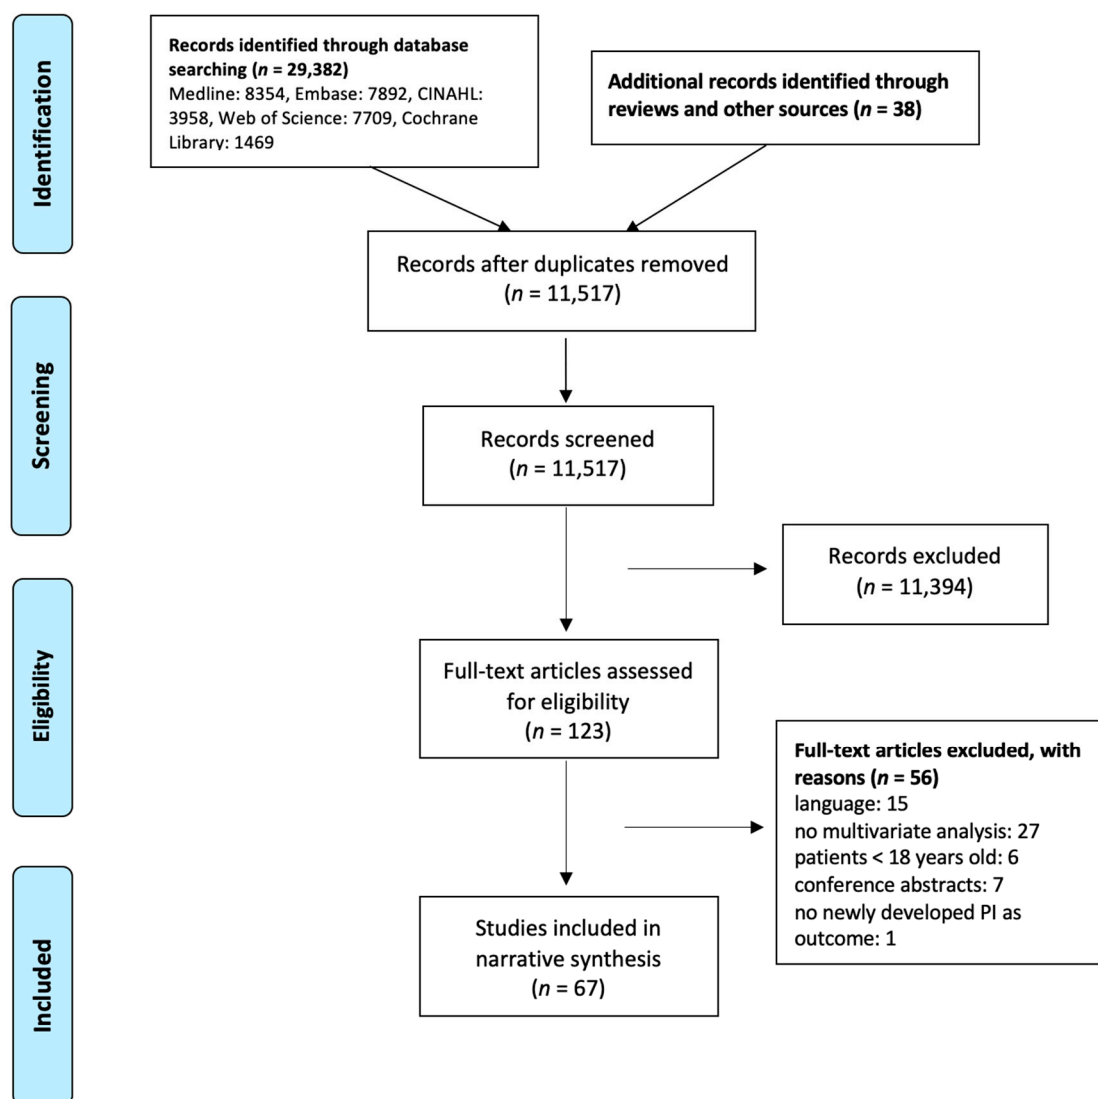 Identification
Records identified through database
searching (n = 29,382)
Medline: 8354, Embase: 7892, CINAHL:
3958, Web of Science: 7709, Cochrane
Library: 1469
Additional records identified through
reviews and other sources (n = 38)
Records after duplicates removed
(n = 11,517)
Screening
Records screened
(n = 11,517)
Records excluded
(n = 11,394)
Eligibility
Full-text articles assessed
for eligibility
(n = 123)
Full-text articles excluded, with
reasons (n = 56)
language: 15
no multivariate analysis: 27
patients < 18 years old: 6
conference abstracts: 7
no newly developed PI as
outcome: 1
Included
Studies included in
narrative synthesis
(n = 67)